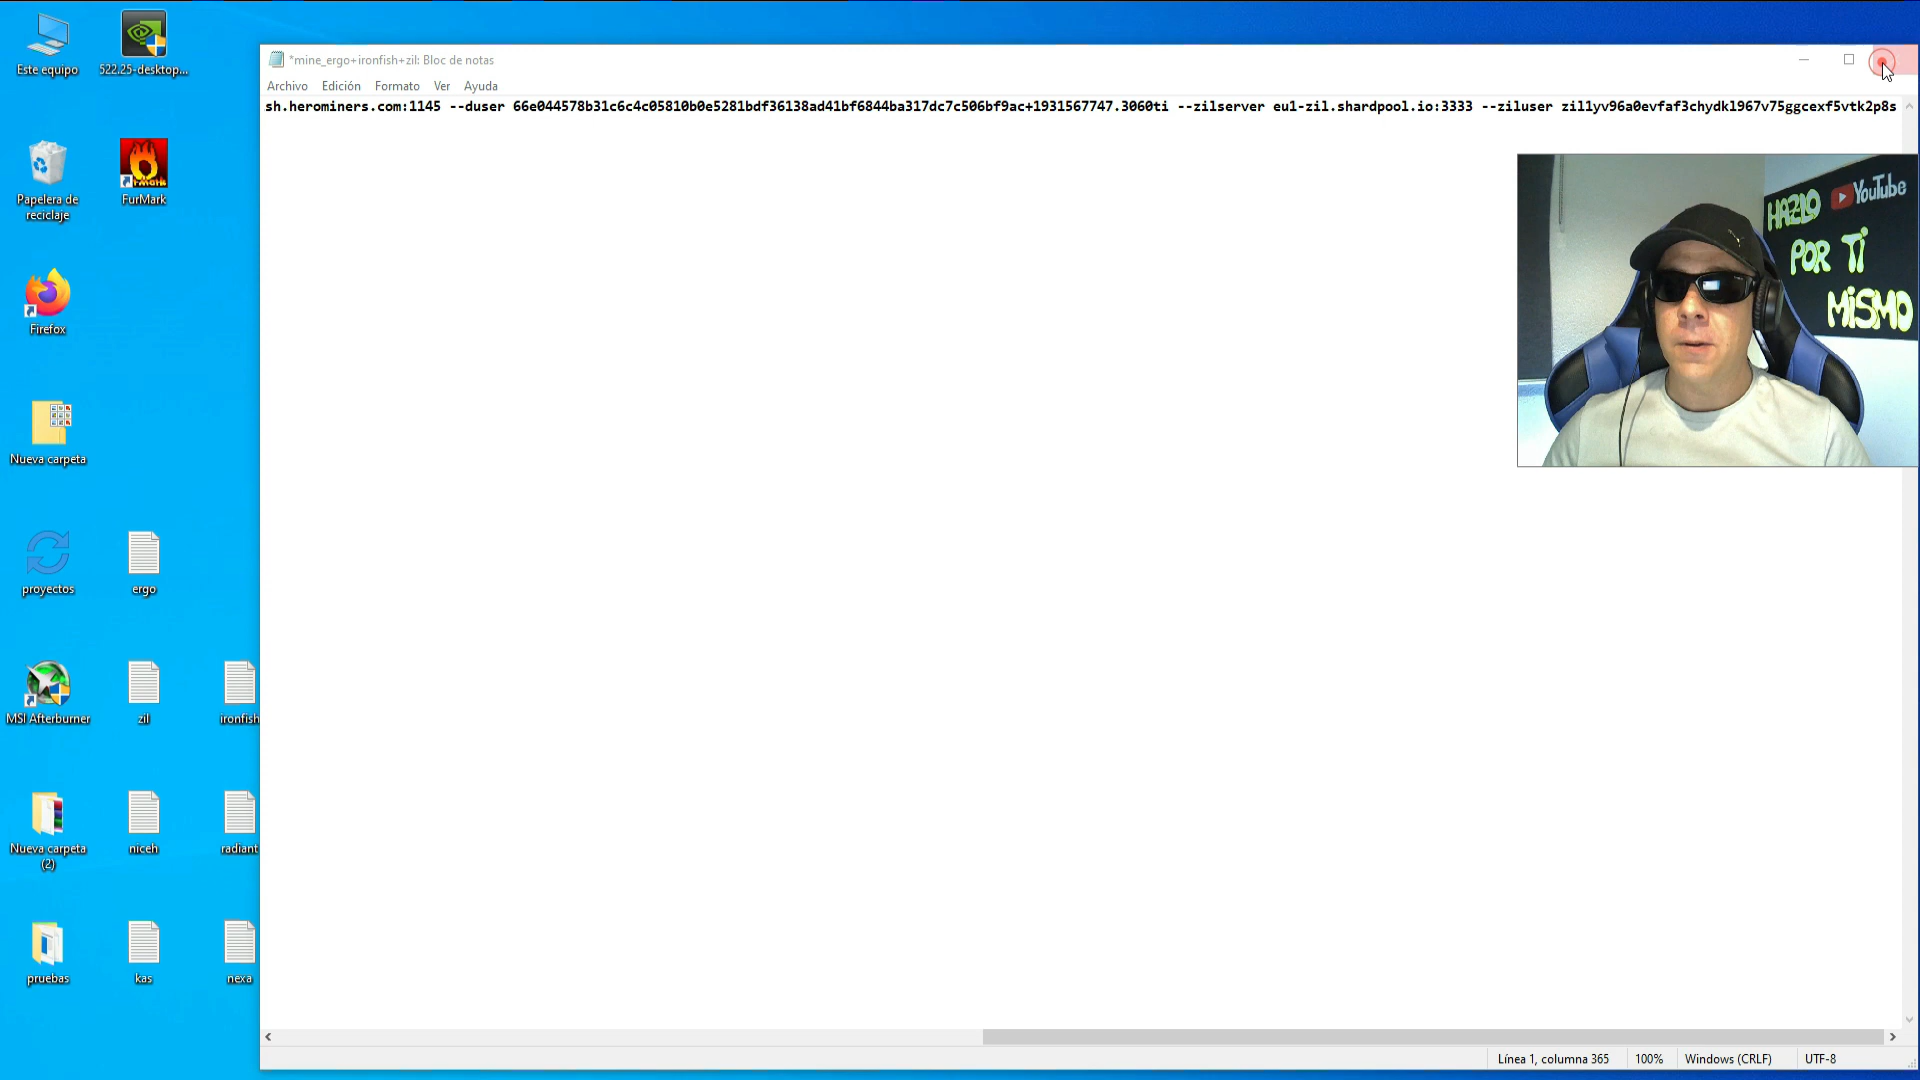 Este equipo
522.25-desktop...
*mine_ergo+ironfish+zil: Bloc de notas
Archivo Edición Formato Ver Ayuda
sh.herominers.com:1145 --duser 66e044578b31c6c4c05810b0e5281bdf36138ad41bf6844ba317dc7c506bf9ac+1931567747.3060ti --zilserver eu1-zil.shardpool.io:3333 --ziluser zil1yv96a0evfaf3chydkl967v75ggcexf5vtk2p8s
Papelera de
reciclaje
FurMark
HAZLO YouTube
POR TI
MISMO
Firefox
Nueva carpeta
proyectos
ergo
MSI Afterburner
zil
ironfish
Nueva carpeta
(2)
niceh
radiant
pruebas
kas
nexa
Línea 1, columna 365 100% Windows (CRLF) UTF-8